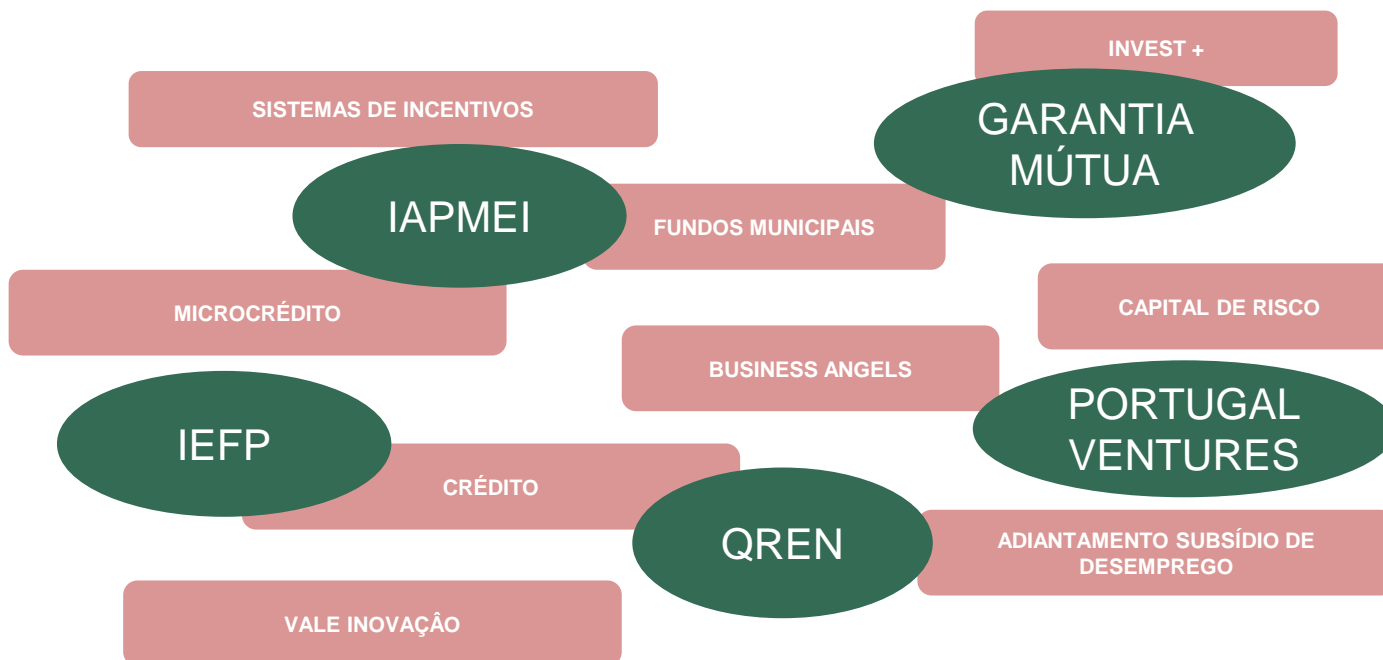 INVEST +
SISTEMAS DE INCENTIVOS
GARANTIA
MÚTUA
IAPMEI
FUNDOS MUNICIPAIS
MICROCRÉDITO
CAPITAL DE RISCO
BUSINESS ANGELS
PORTUGAL
VENTURES
IEFP
CRÉDITO
QREN
ADIANTAMENTO SUBSÍDIO DE
DESEMPREGO
VALE INOVAÇÂO